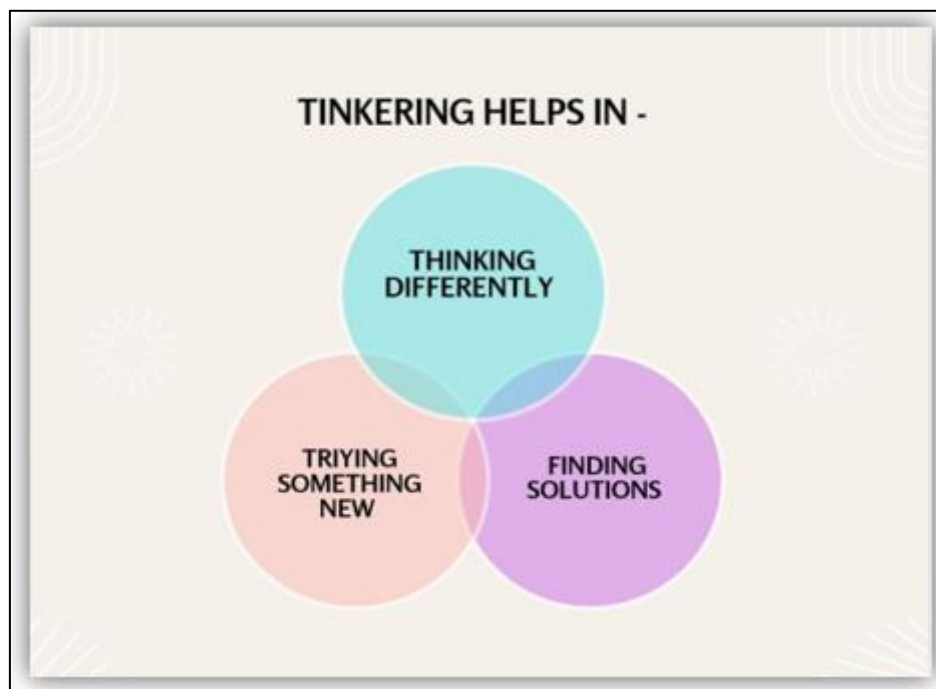 TINKERING HELPS IN -
THINKING
DIFFERENTLY
TRIYING
SOMETHING
NEW
FINDING
SOLUTIONS